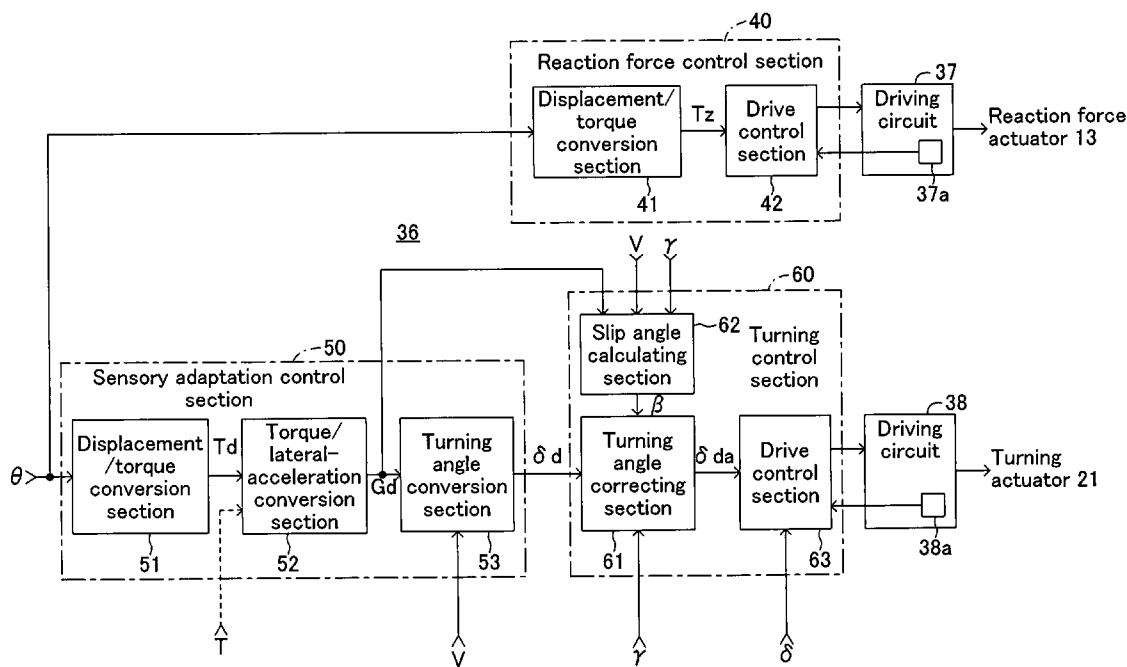 40
Reaction force control section
Displacement/
torque
conversion
section
41
Tz
Drive
control
section
42
37
Driving
circuit
37a
Reaction force
actuator 13
36
V
γ
60
Slip angle
calculating
section
62
Turning
control
section
β
50
Sensory adaptation control
section
θ
Displacement
/torque
conversion
section
51
Td
Torque/
lateral-
acceleration
conversion
section
52
Gd
Turning
angle
conversion
section
53
δ d
Turning
angle
correcting
section
61
δ da
Drive
control
section
63
38
Driving
circuit
38a
Turning
actuator 21
T
V
γ
δ